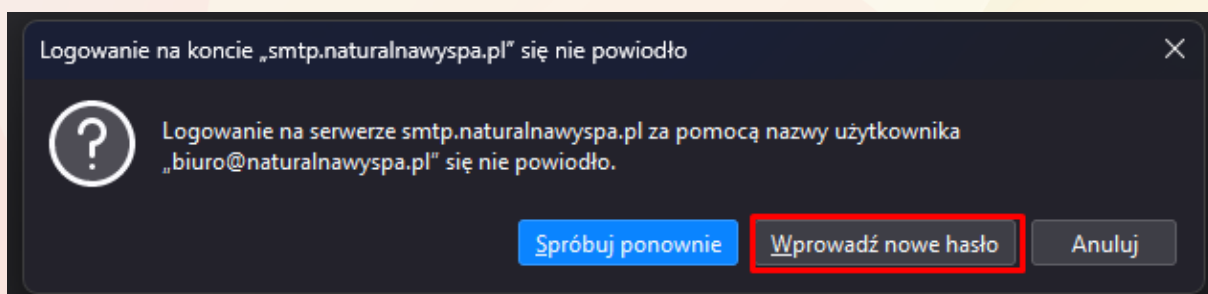 Logowanie na koncie „smtp.naturalnawyspa.pl” się nie powiodło
Logowanie na serwerze smtp.naturalnawyspa.pl za pomocą nazwy użytkownika
„biuro@naturalnawyspa.pl” się nie powiodło.
Spróbuj ponownie Wprowadź nowe hasło Anuluj